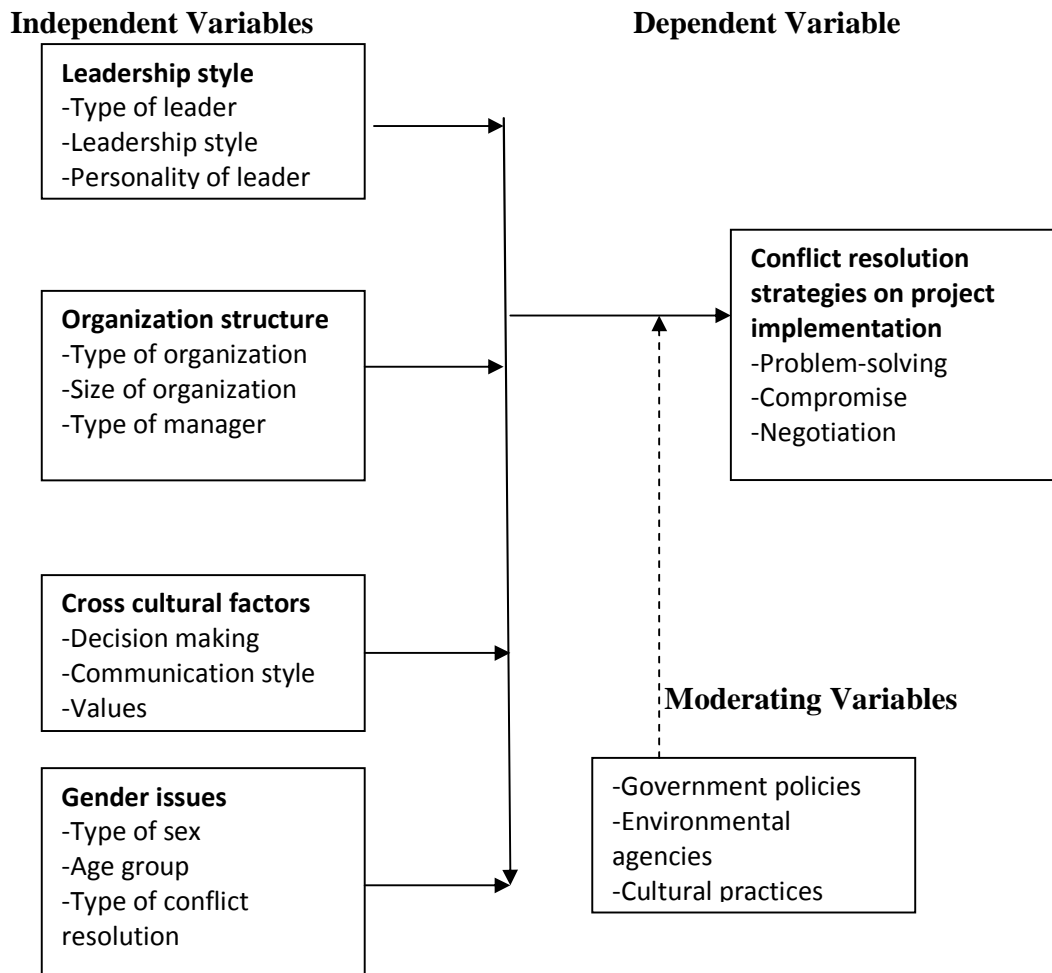 Independent Variables
Dependent Variable
Leadership style
-Type of leader
-Leadership style
-Personality of leader
Organization structure
-Type of organization
-Size of organization
-Type of manager
Cross cultural factors
-Decision making
-Communication style
-Values
Gender issues
-Type of sex
-Age group
-Type of conflict
resolution
Conflict resolution
strategies on project
implementation
-Problem-solving
-Compromise
-Negotiation
Moderating Variables
-Government policies
-Environmental
agencies
-Cultural practices